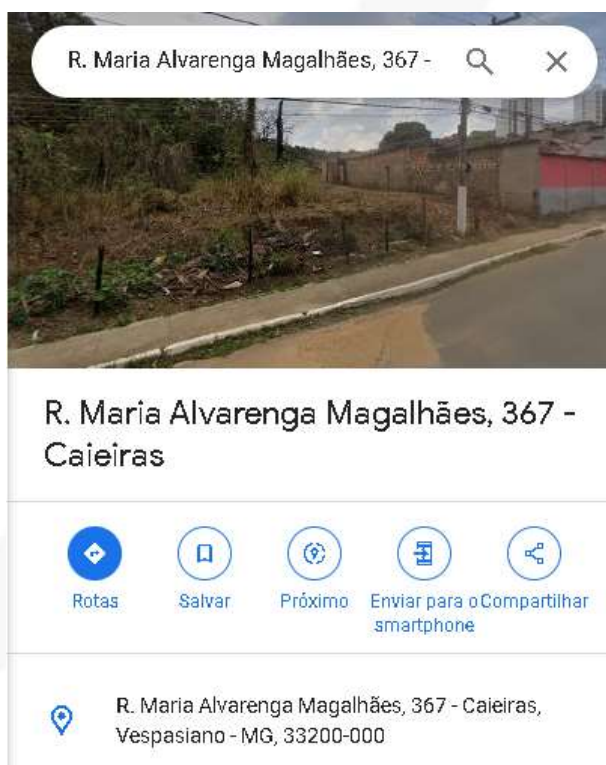 R. Maria Alvarenga Magalhães, 367 -
R. Maria Alvarenga Magalhães, 367 -
Caieiras
Rotas
Salvar
Próximo
Enviar para o
smartphone
Compartilhar
R. Maria Alvarenga Magalhães, 367 - Caieiras,
Vespasiano - MG, 33200-000